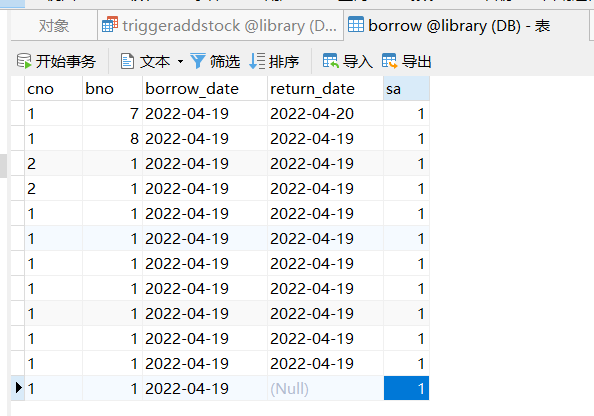 对象 triggeraddstock @library (D... borrow @library (DB) - 表
开始事务 文本 筛选 排序 导入 导出
cno bno borrow_date return_date sa
1 7 2022-04-19 2022-04-20 1
1 8 2022-04-19 2022-04-19 1
2 1 2022-04-19 2022-04-19 1
2 1 2022-04-19 2022-04-19 1
1 1 2022-04-19 2022-04-19 1
1 1 2022-04-19 2022-04-19 1
1 1 2022-04-19 2022-04-19 1
1 1 2022-04-19 2022-04-19 1
1 1 2022-04-19 2022-04-19 1
1 1 2022-04-19 2022-04-19 1
1 1 2022-04-19 2022-04-19 1
1 1 2022-04-19 (Null) 1